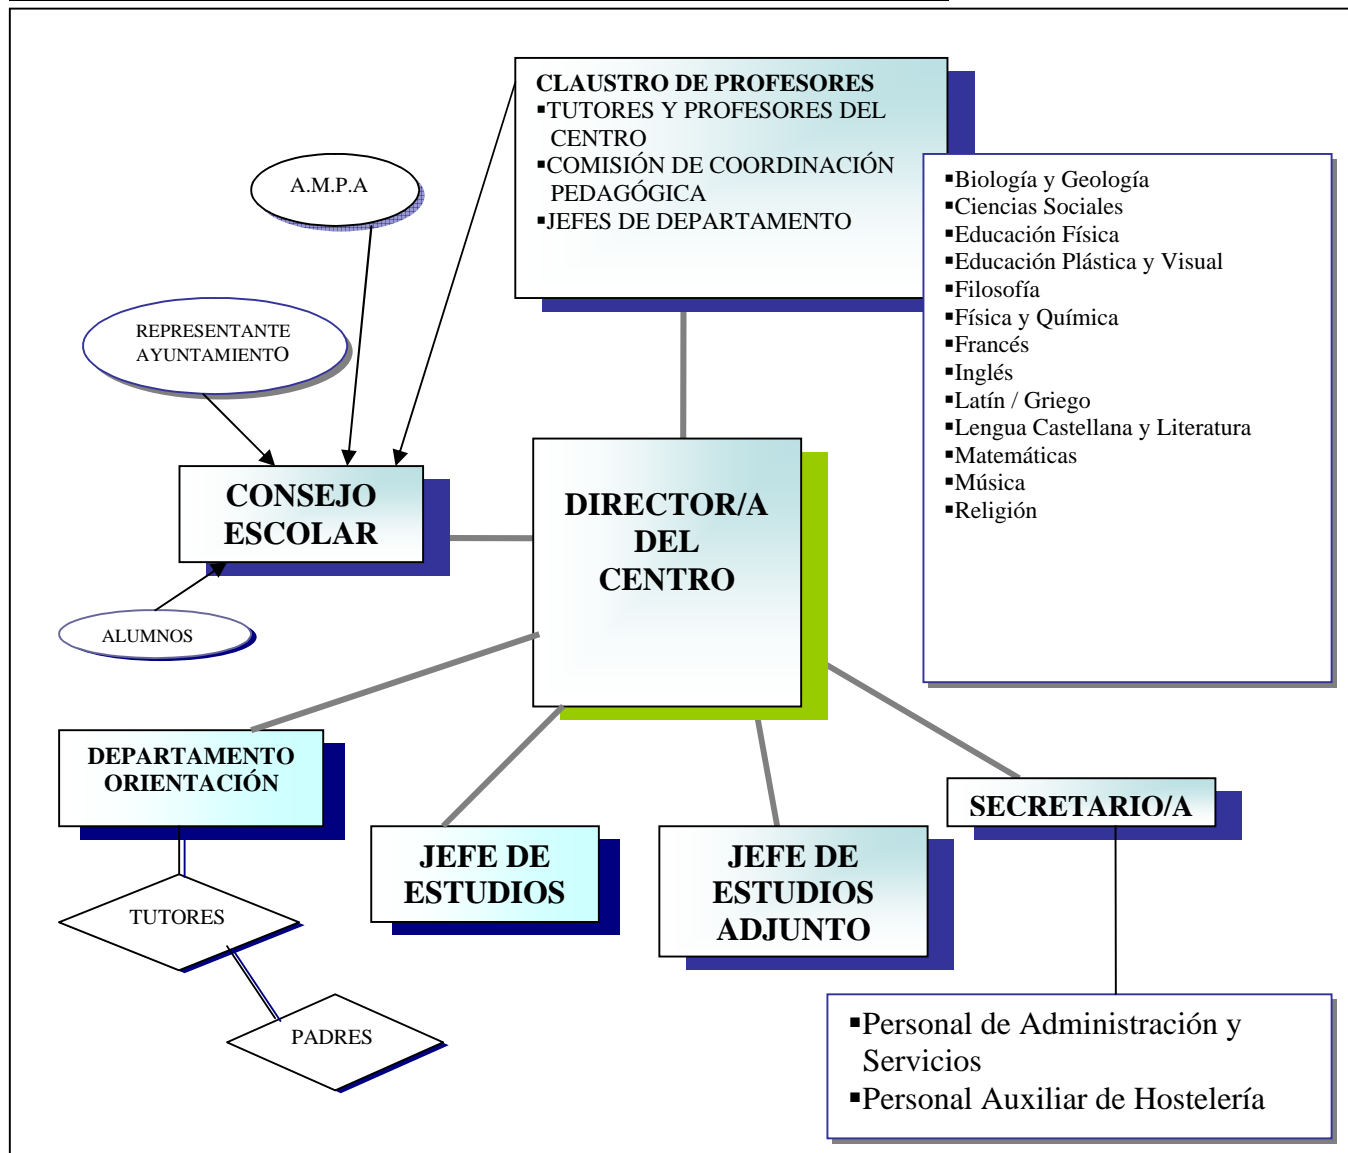 CLAUSTRO DE PROFESORES
▪TUTORES Y PROFESORES DEL
CENTRO
▪COMISIÓN DE COORDINACIÓN
PEDAGÓGICA
▪JEFES DE DEPARTAMENTO
▪Biología y Geología
▪Ciencias Sociales
▪Educación Física
▪Educación Plástica y Visual
▪Filosofía
▪Física y Química
▪Francés
▪Inglés
▪Latín / Griego
▪Lengua Castellana y Literatura
▪Matemáticas
▪Música
▪Religión
A.M.P.A
REPRESENTANTE
AYUNTAMIENTO
CONSEJO
ESCOLAR
ALUMNOS
DIRECTOR/A
DEL
CENTRO
DEPARTAMENTO
ORIENTACIÓN
TUTORES
PADRES
JEFE DE
ESTUDIOS
JEFE DE
ESTUDIOS
ADJUNTO
SECRETARIO/A
▪Personal de Administración y
Servicios
▪Personal Auxiliar de Hostelería